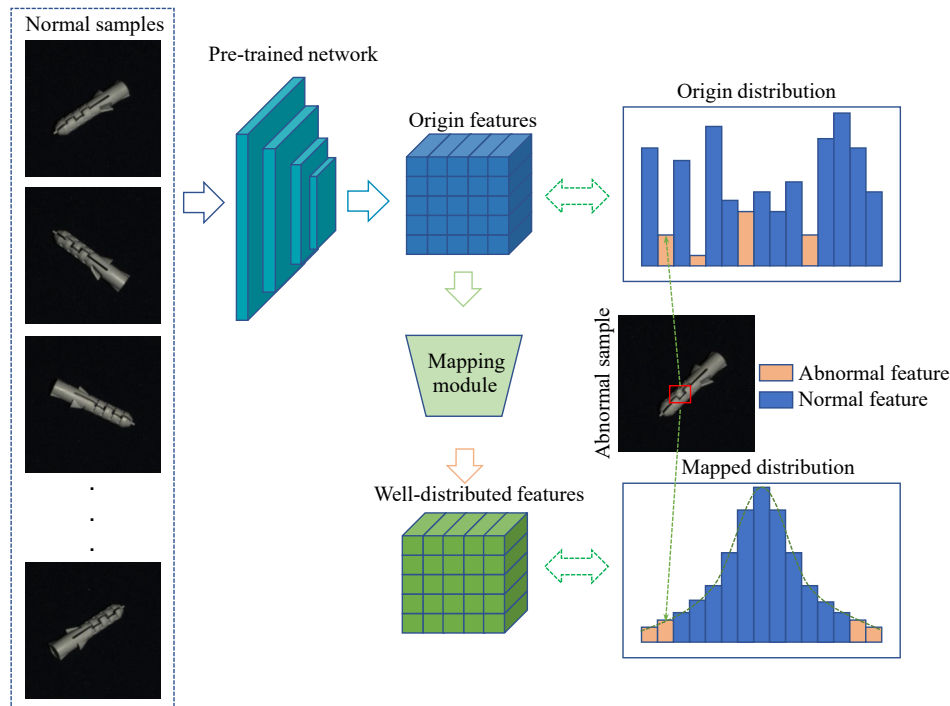 Normal samples
Pre-trained network
Origin features
Origin distribution
Mapping
module
Abnormal sample
Abnormal feature
Normal feature
Well-distributed features
Mapped distribution